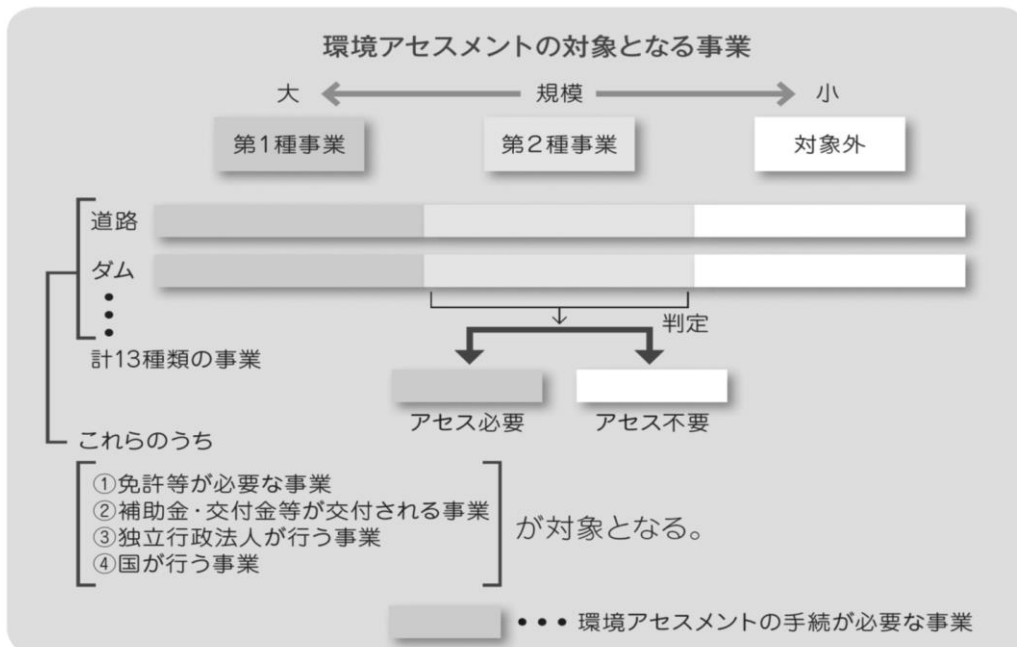 環境アセスメントの対象となる事業
大 規模 小
第1種事業 第2種事業 対象外
道路
ダム
判定
計13種類の事業
アセス必要 アセス不要
これらのうち
①免許等が必要な事業
②補助金・交付金等が交付される事業
③独立行政法人が行う事業
④国が行う事業
が対象となる。
・・・環境アセスメントの手続が必要な事業